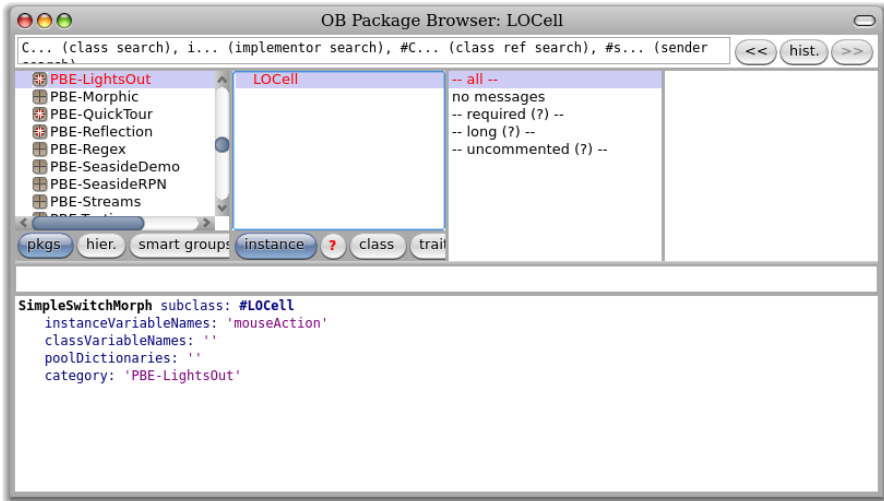 OB Package Browser: LOCell
C... (class search), i... (implementor search), #C... (class ref search), #s... (sender
search)
<<
hist.
>>
PBE-LightsOut
PBE-Morphic
PBE-QuickTour
PBE-Reflection
PBE-Regex
PBE-SeasideDemo
PBE-SeasideRPN
PBE-Streams
LOCell
-- all --
no messages
-- required (?) --
-- long (?) --
-- uncommented (?) --
pkgs
hier.
smart groups
instance
?
class
trait
SimpleSwitchMorph subclass: #LOCell
instanceVariableNames: 'mouseAction'
classVariableNames: ''
poolDictionaries: ''
category: 'PBE-LightsOut'